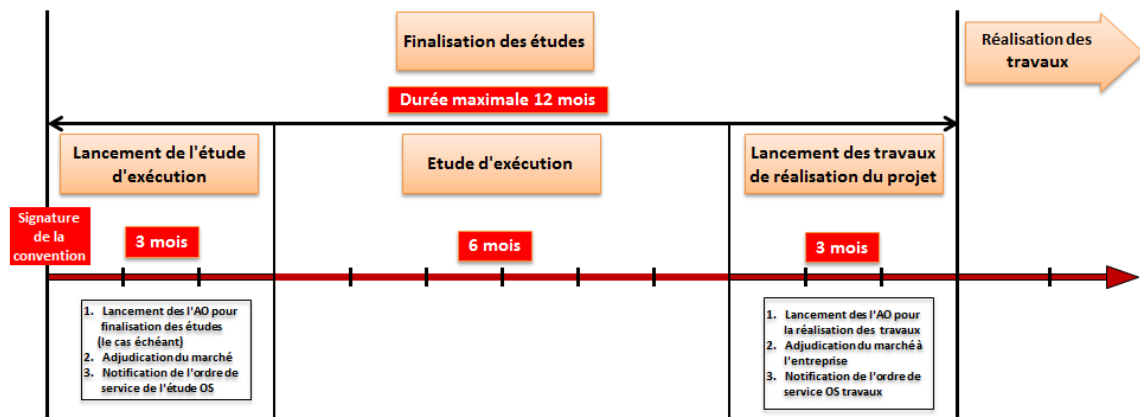 Finalisation des études
Réalisation des
travaux
Durée maximale 12 mois
Lancement de l'étude
d'exécution
Etude d'exécution
Lancement des travaux
de réalisation du projet
Signature
de la
convention
3 mois
6 mois
3 mois
1. Lancement des l'AO pour
finalisation des études
(le cas échéant)
2. Adjudication du marché
3. Notification de l'ordre de
service de l'étude OS
1. Lancement des l'AO pour
la réalisation des travaux
2. Adjudication du marché à
l'entreprise
3. Notification de l'ordre de
service OS travaux